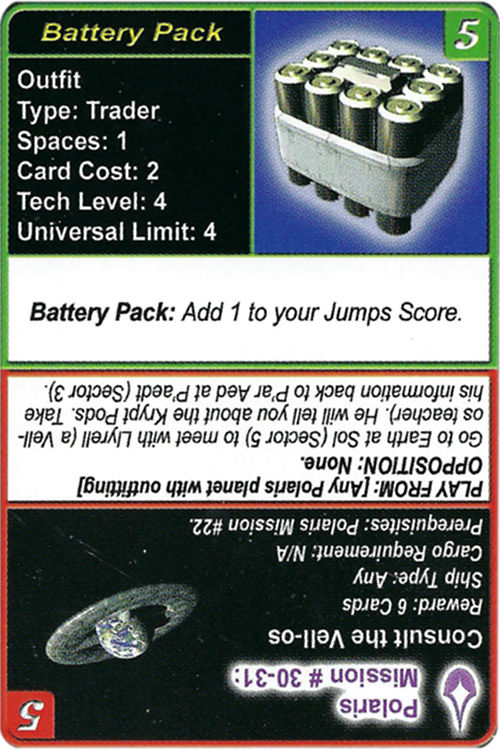 Battery Pack
5
Outfit
Type: Trader
Spaces: 1
Card Cost: 2
Tech Level: 4
Universal Limit: 4
Battery Pack: Add 1 to your Jumps Score.
5
Polaris
Mission # 30-31:
Consult the Vell-os
Reward: 6 Cards
Ship Type: Any
Cargo Requirement: N/A
Prerequisites: Polaris Mission #22.
PLAY FROM: [Any Polaris planet with outfitting]
OPPOSITION: None.
Go to Earth at Sol (Sector 5) to meet with Llyrell (a Vell-
os teacher). He will tell you about the Krypt Pods. Take
his information back to P'ar Aed at P'aedt (Sector 3).